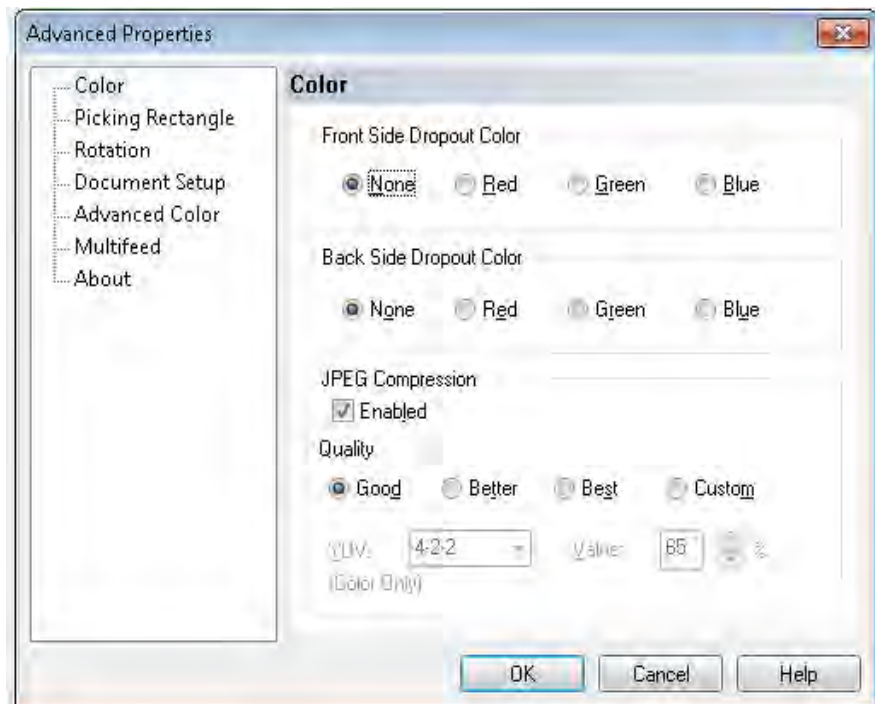 Advanced Properties
Color
Picking Rectangle
Rotation
Document Setup
Advanced Color
Multifeed
About
Color
Front Side Dropout Color
None Red Green Blue
Back Side Dropout Color
None Red Green Blue
JPEG Compression
Enabled
Quality
Good Better Best Custom
YUV: 4-2-2 Value: 65 %
(Color Only)
OK Cancel Help